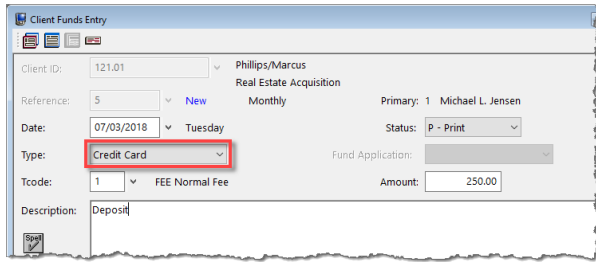 Client Funds Entry
Client ID: 121.01 Phillips/Marcus
Real Estate Acquisition
Reference: 5 New Monthly Primary: 1 Michael L. Jensen
Date: 07/03/2018 Tuesday Status: P - Print
Type: Credit Card Fund Application:
Tcode: 1 FEE Normal Fee Amount: 250.00
Description: Deposit
Spell